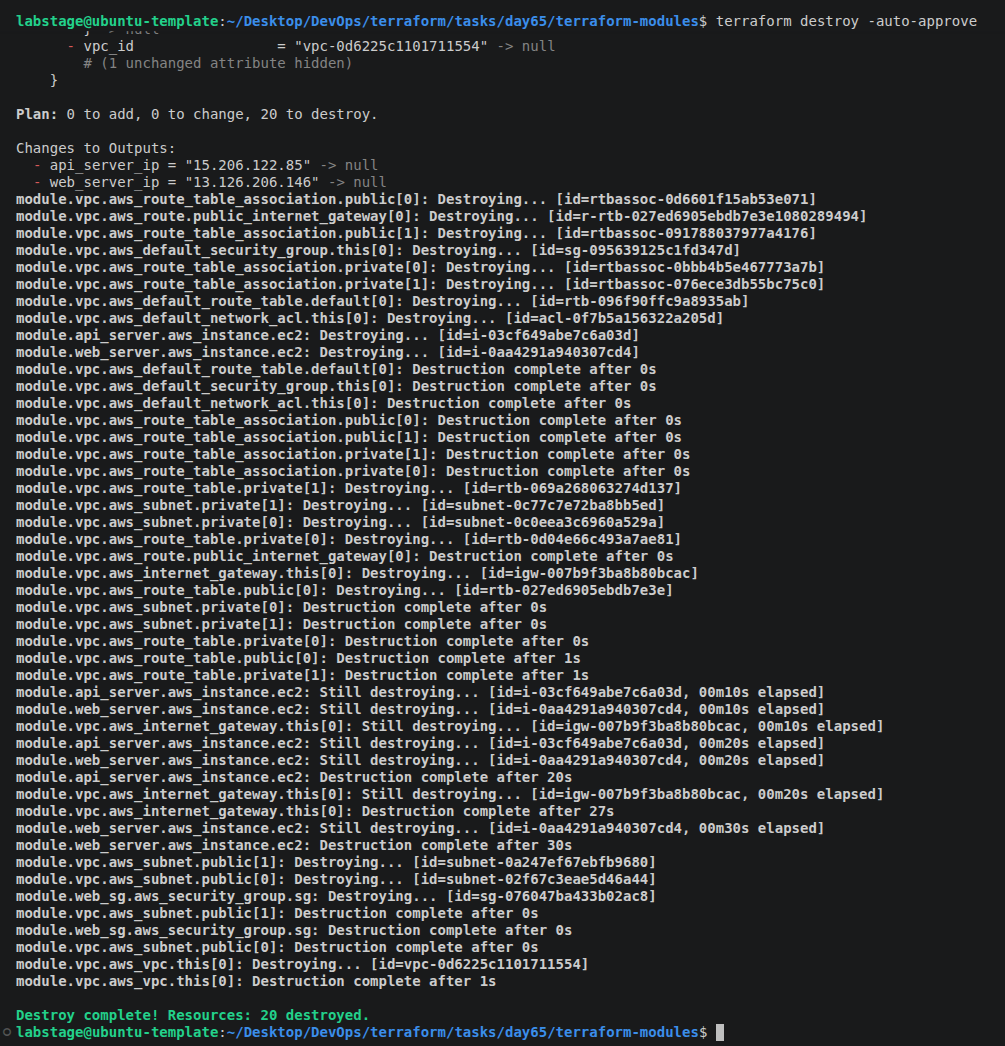 labstage@ubuntu-template:~/Desktop/DevOps/terraform/tasks/day65/terraform-modules$ terraform destroy -auto-approve
} -> null
- vpc_id = "vpc-0d6225c1101711554" -> null
# (1 unchanged attribute hidden)
}
Plan: 0 to add, 0 to change, 20 to destroy.
Changes to Outputs:
- api_server_ip = "15.206.122.85" -> null
- web_server_ip = "13.126.206.146" -> null
module.vpc.aws_route_table_association.public[0]: Destroying... [id=rtbassoc-0d6601f15ab53e071]
module.vpc.aws_route.public_internet_gateway[0]: Destroying... [id=r-rtb-027ed6905ebdb7e3e1080289494]
module.vpc.aws_route_table_association.public[1]: Destroying... [id=rtbassoc-091788037977a4176]
module.vpc.aws_default_security_group.this[0]: Destroying... [id=sg-095639125c1fd347d]
module.vpc.aws_route_table_association.private[0]: Destroying... [id=rtbassoc-0bbb4b5e467773a7b]
module.vpc.aws_route_table_association.private[1]: Destroying... [id=rtbassoc-076ece3db55bc75c0]
module.vpc.aws_default_route_table.default[0]: Destroying... [id=rtb-096f90ffc9a8935ab]
module.vpc.aws_default_network_acl.this[0]: Destroying... [id=acl-0f7b5a156322a205d]
module.api_server.aws_instance.ec2: Destroying... [id=i-03cf649abe7c6a03d]
module.web_server.aws_instance.ec2: Destroying... [id=i-0aa4291a940307cd4]
module.vpc.aws_default_route_table.default[0]: Destruction complete after 0s
module.vpc.aws_default_security_group.this[0]: Destruction complete after 0s
module.vpc.aws_default_network_acl.this[0]: Destruction complete after 0s
module.vpc.aws_route_table_association.public[0]: Destruction complete after 0s
module.vpc.aws_route_table_association.public[1]: Destruction complete after 0s
module.vpc.aws_route_table_association.private[1]: Destruction complete after 0s
module.vpc.aws_route_table_association.private[0]: Destruction complete after 0s
module.vpc.aws_route_table.private[1]: Destroying... [id=rtb-069a268063274d137]
module.vpc.aws_subnet.private[1]: Destroying... [id=subnet-0c77c7e72ba8bb5ed]
module.vpc.aws_subnet.private[0]: Destroying... [id=subnet-0c0eea3c6960a529a]
module.vpc.aws_route_table.private[0]: Destroying... [id=rtb-0d04e66c493a7ae81]
module.vpc.aws_route.public_internet_gateway[0]: Destruction complete after 0s
module.vpc.aws_internet_gateway.this[0]: Destroying... [id=igw-007b9f3ba8b80bcac]
module.vpc.aws_route_table.public[0]: Destroying... [id=rtb-027ed6905ebdb7e3e]
module.vpc.aws_subnet.private[0]: Destruction complete after 0s
module.vpc.aws_subnet.private[1]: Destruction complete after 0s
module.vpc.aws_route_table.private[0]: Destruction complete after 0s
module.vpc.aws_route_table.public[0]: Destruction complete after 1s
module.vpc.aws_route_table.private[1]: Destruction complete after 1s
module.api_server.aws_instance.ec2: Still destroying... [id=i-03cf649abe7c6a03d, 00m10s elapsed]
module.web_server.aws_instance.ec2: Still destroying... [id=i-0aa4291a940307cd4, 00m10s elapsed]
module.vpc.aws_internet_gateway.this[0]: Still destroying... [id=igw-007b9f3ba8b80bcac, 00m10s elapsed]
module.api_server.aws_instance.ec2: Still destroying... [id=i-03cf649abe7c6a03d, 00m20s elapsed]
module.web_server.aws_instance.ec2: Still destroying... [id=i-0aa4291a940307cd4, 00m20s elapsed]
module.api_server.aws_instance.ec2: Destruction complete after 20s
module.vpc.aws_internet_gateway.this[0]: Still destroying... [id=igw-007b9f3ba8b80bcac, 00m20s elapsed]
module.vpc.aws_internet_gateway.this[0]: Destruction complete after 27s
module.web_server.aws_instance.ec2: Still destroying... [id=i-0aa4291a940307cd4, 00m30s elapsed]
module.web_server.aws_instance.ec2: Destruction complete after 30s
module.vpc.aws_subnet.public[1]: Destroying... [id=subnet-0a247ef67ebfb9680]
module.vpc.aws_subnet.public[0]: Destroying... [id=subnet-02f67c3eae5d46a44]
module.web_sg.aws_security_group.sg: Destroying... [id=sg-076047ba433b02ac8]
module.vpc.aws_subnet.public[1]: Destruction complete after 0s
module.web_sg.aws_security_group.sg: Destruction complete after 0s
module.vpc.aws_subnet.public[0]: Destruction complete after 0s
module.vpc.aws_vpc.this[0]: Destroying... [id=vpc-0d6225c1101711554]
module.vpc.aws_vpc.this[0]: Destruction complete after 1s
Destroy complete! Resources: 20 destroyed.
labstage@ubuntu-template:~/Desktop/DevOps/terraform/tasks/day65/terraform-modules$